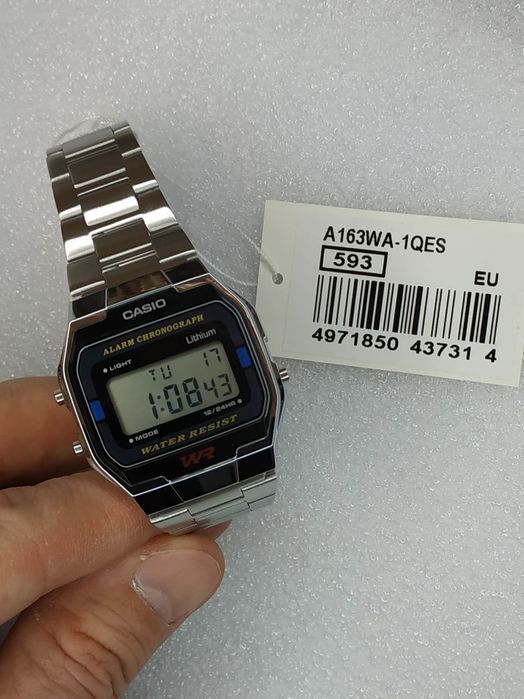 A163WA-1QES
593
EU
4971850 43731 4
CASIO
ALARM CHRONOGRAPH
Lithium
LIGHT
TU 17
1:08 43
MODE 12/24HR
WATER RESIST
WR